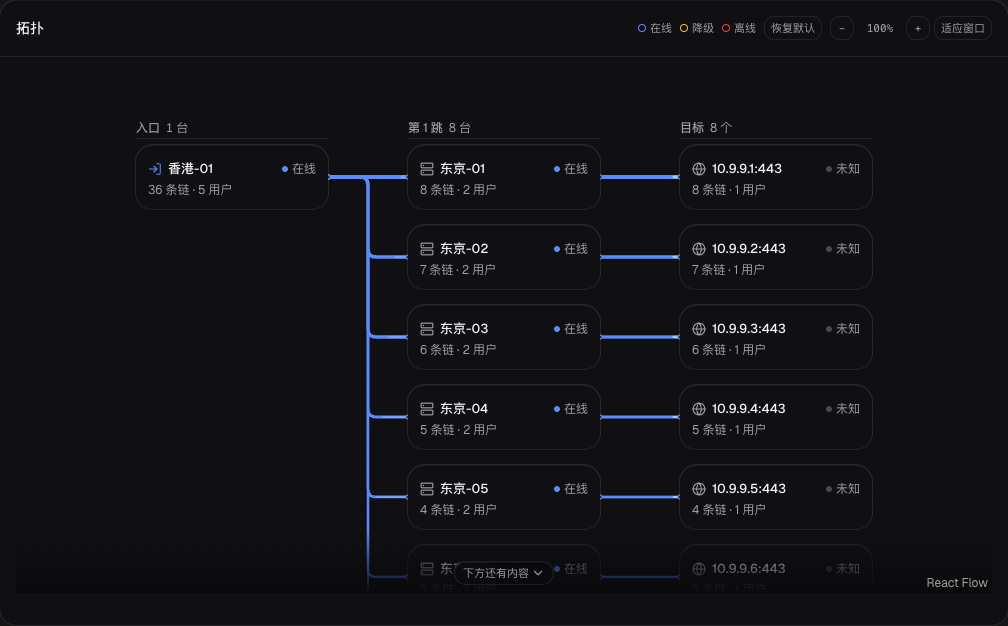 拓扑
在线 降级 离线 恢复默认 − 100% + 适应窗口
入口 1 台 第 1 跳 8 台 目标 8 个
香港-01 在线 东京-01 在线 10.9.9.1:443 未知
36 条链 · 5 用户 8 条链 · 2 用户 8 条链 · 1 用户
东京-02 在线 10.9.9.2:443 未知
7 条链 · 2 用户 7 条链 · 1 用户
东京-03 在线 10.9.9.3:443 未知
6 条链 · 2 用户 6 条链 · 1 用户
东京-04 在线 10.9.9.4:443 未知
5 条链 · 2 用户 5 条链 · 1 用户
东京-05 在线 10.9.9.5:443 未知
4 条链 · 2 用户 4 条链 · 1 用户
在线 10.9.9.6:443 未知
下方还有内容
React Flow